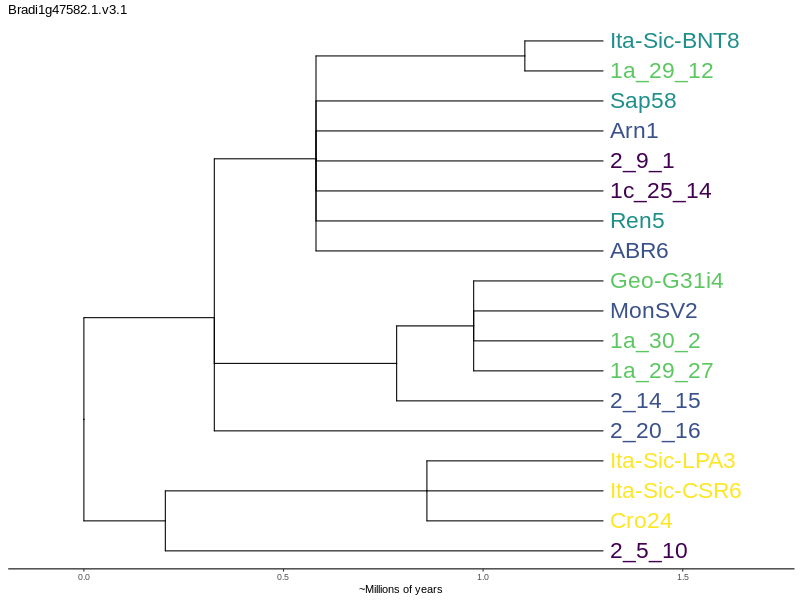 Bradi1g47582.1.v3.1
Ita-Sic-BNT8
1a_29_12
Sap58
Arn1
2_9_1
1c_25_14
Ren5
ABR6
Geo-G31i4
MonSV2
1a_30_2
1a_29_27
2_14_15
2_20_16
Ita-Sic-LPA3
Ita-Sic-CSR6
Cro24
2_5_10
0.0 0.5 1.0 1.5
~Millions of years